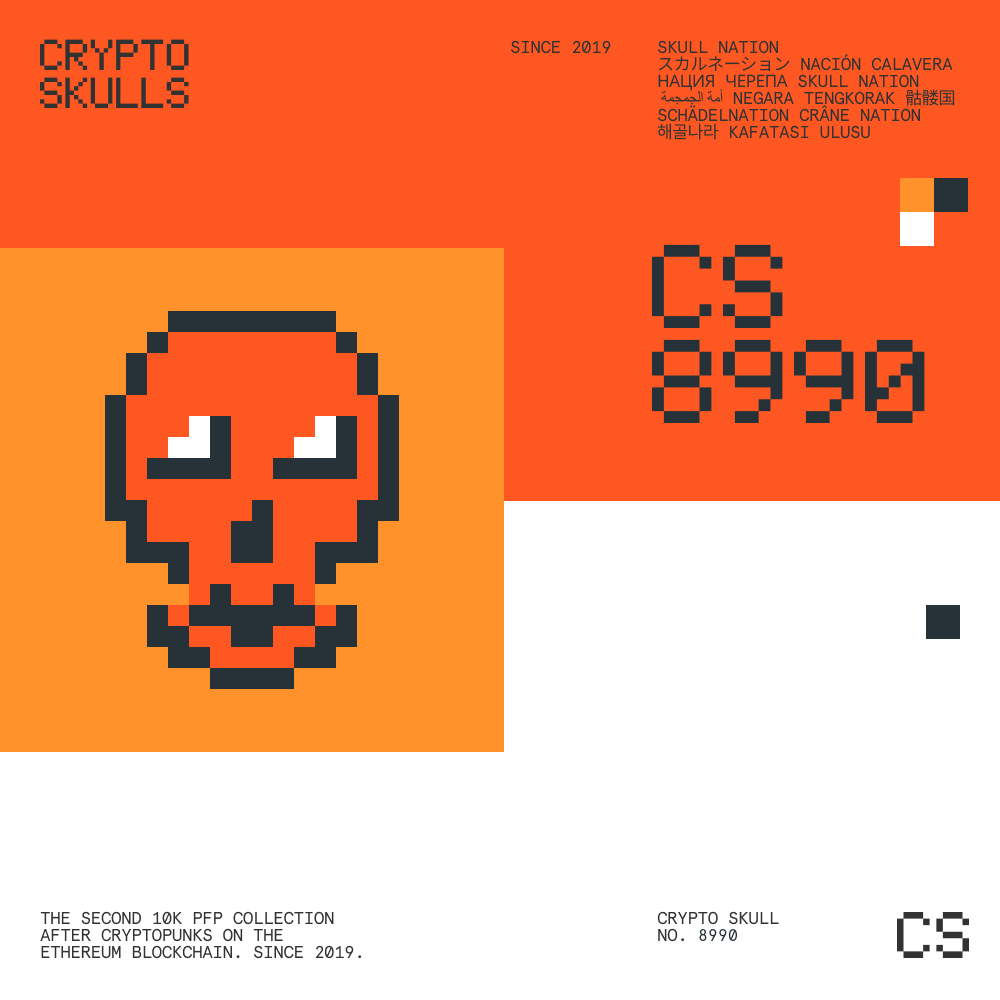 CRYPTO
SKULLS
SINCE 2019
SKULL NATION
スカルネーション NACIÓN CALAVERA
НАЦИЯ ЧЕРЕПА SKULL NATION
أمة الجمجمة NEGARA TENGKORAK 骷髅国
SCHÄDELNATION CRÂNE NATION
해골나라 KAFATASI ULUSU
CS
8990
THE SECOND 10K PFP COLLECTION
AFTER CRYPTOPUNKS ON THE
ETHEREUM BLOCKCHAIN. SINCE 2019.
CRYPTO SKULL
NO. 8990
CS